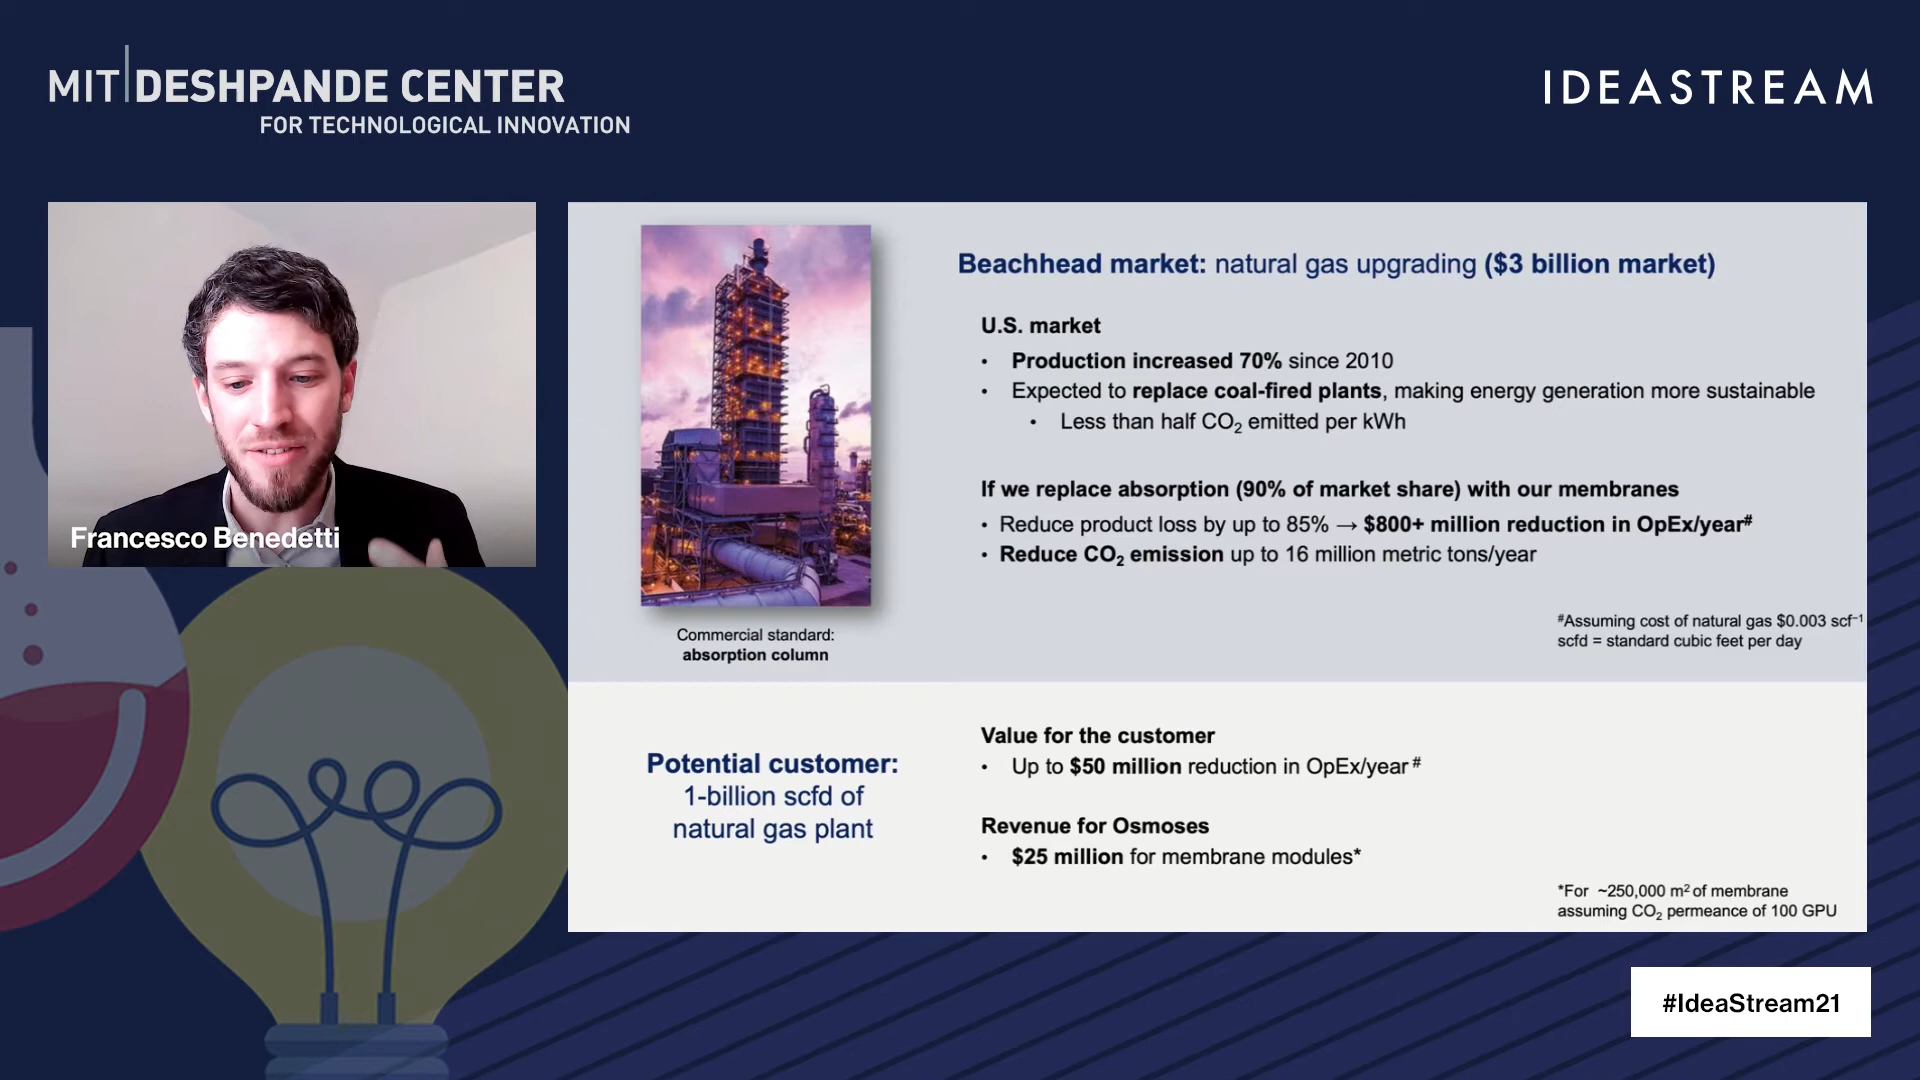 MIT DESHPANDE CENTER
FOR TECHNOLOGICAL INNOVATION
IDEASTREAM
Francesco Benedetti
Commercial standard:
absorption column
Beachhead market: natural gas upgrading ($3 billion market)
U.S. market
• Production increased 70% since 2010
• Expected to replace coal-fired plants, making energy generation more sustainable
• Less than half CO₂ emitted per kWh
If we replace absorption (90% of market share) with our membranes
• Reduce product loss by up to 85% → $800+ million reduction in OpEx/year#
• Reduce CO₂ emission up to 16 million metric tons/year
#Assuming cost of natural gas $0.003 scf⁻¹
scfd = standard cubic feet per day
Potential customer:
1-billion scfd of
natural gas plant
Value for the customer
• Up to $50 million reduction in OpEx/year #
Revenue for Osmoses
• $25 million for membrane modules*
*For ~250,000 m² of membrane
assuming CO₂ permeance of 100 GPU
#IdeaStream21